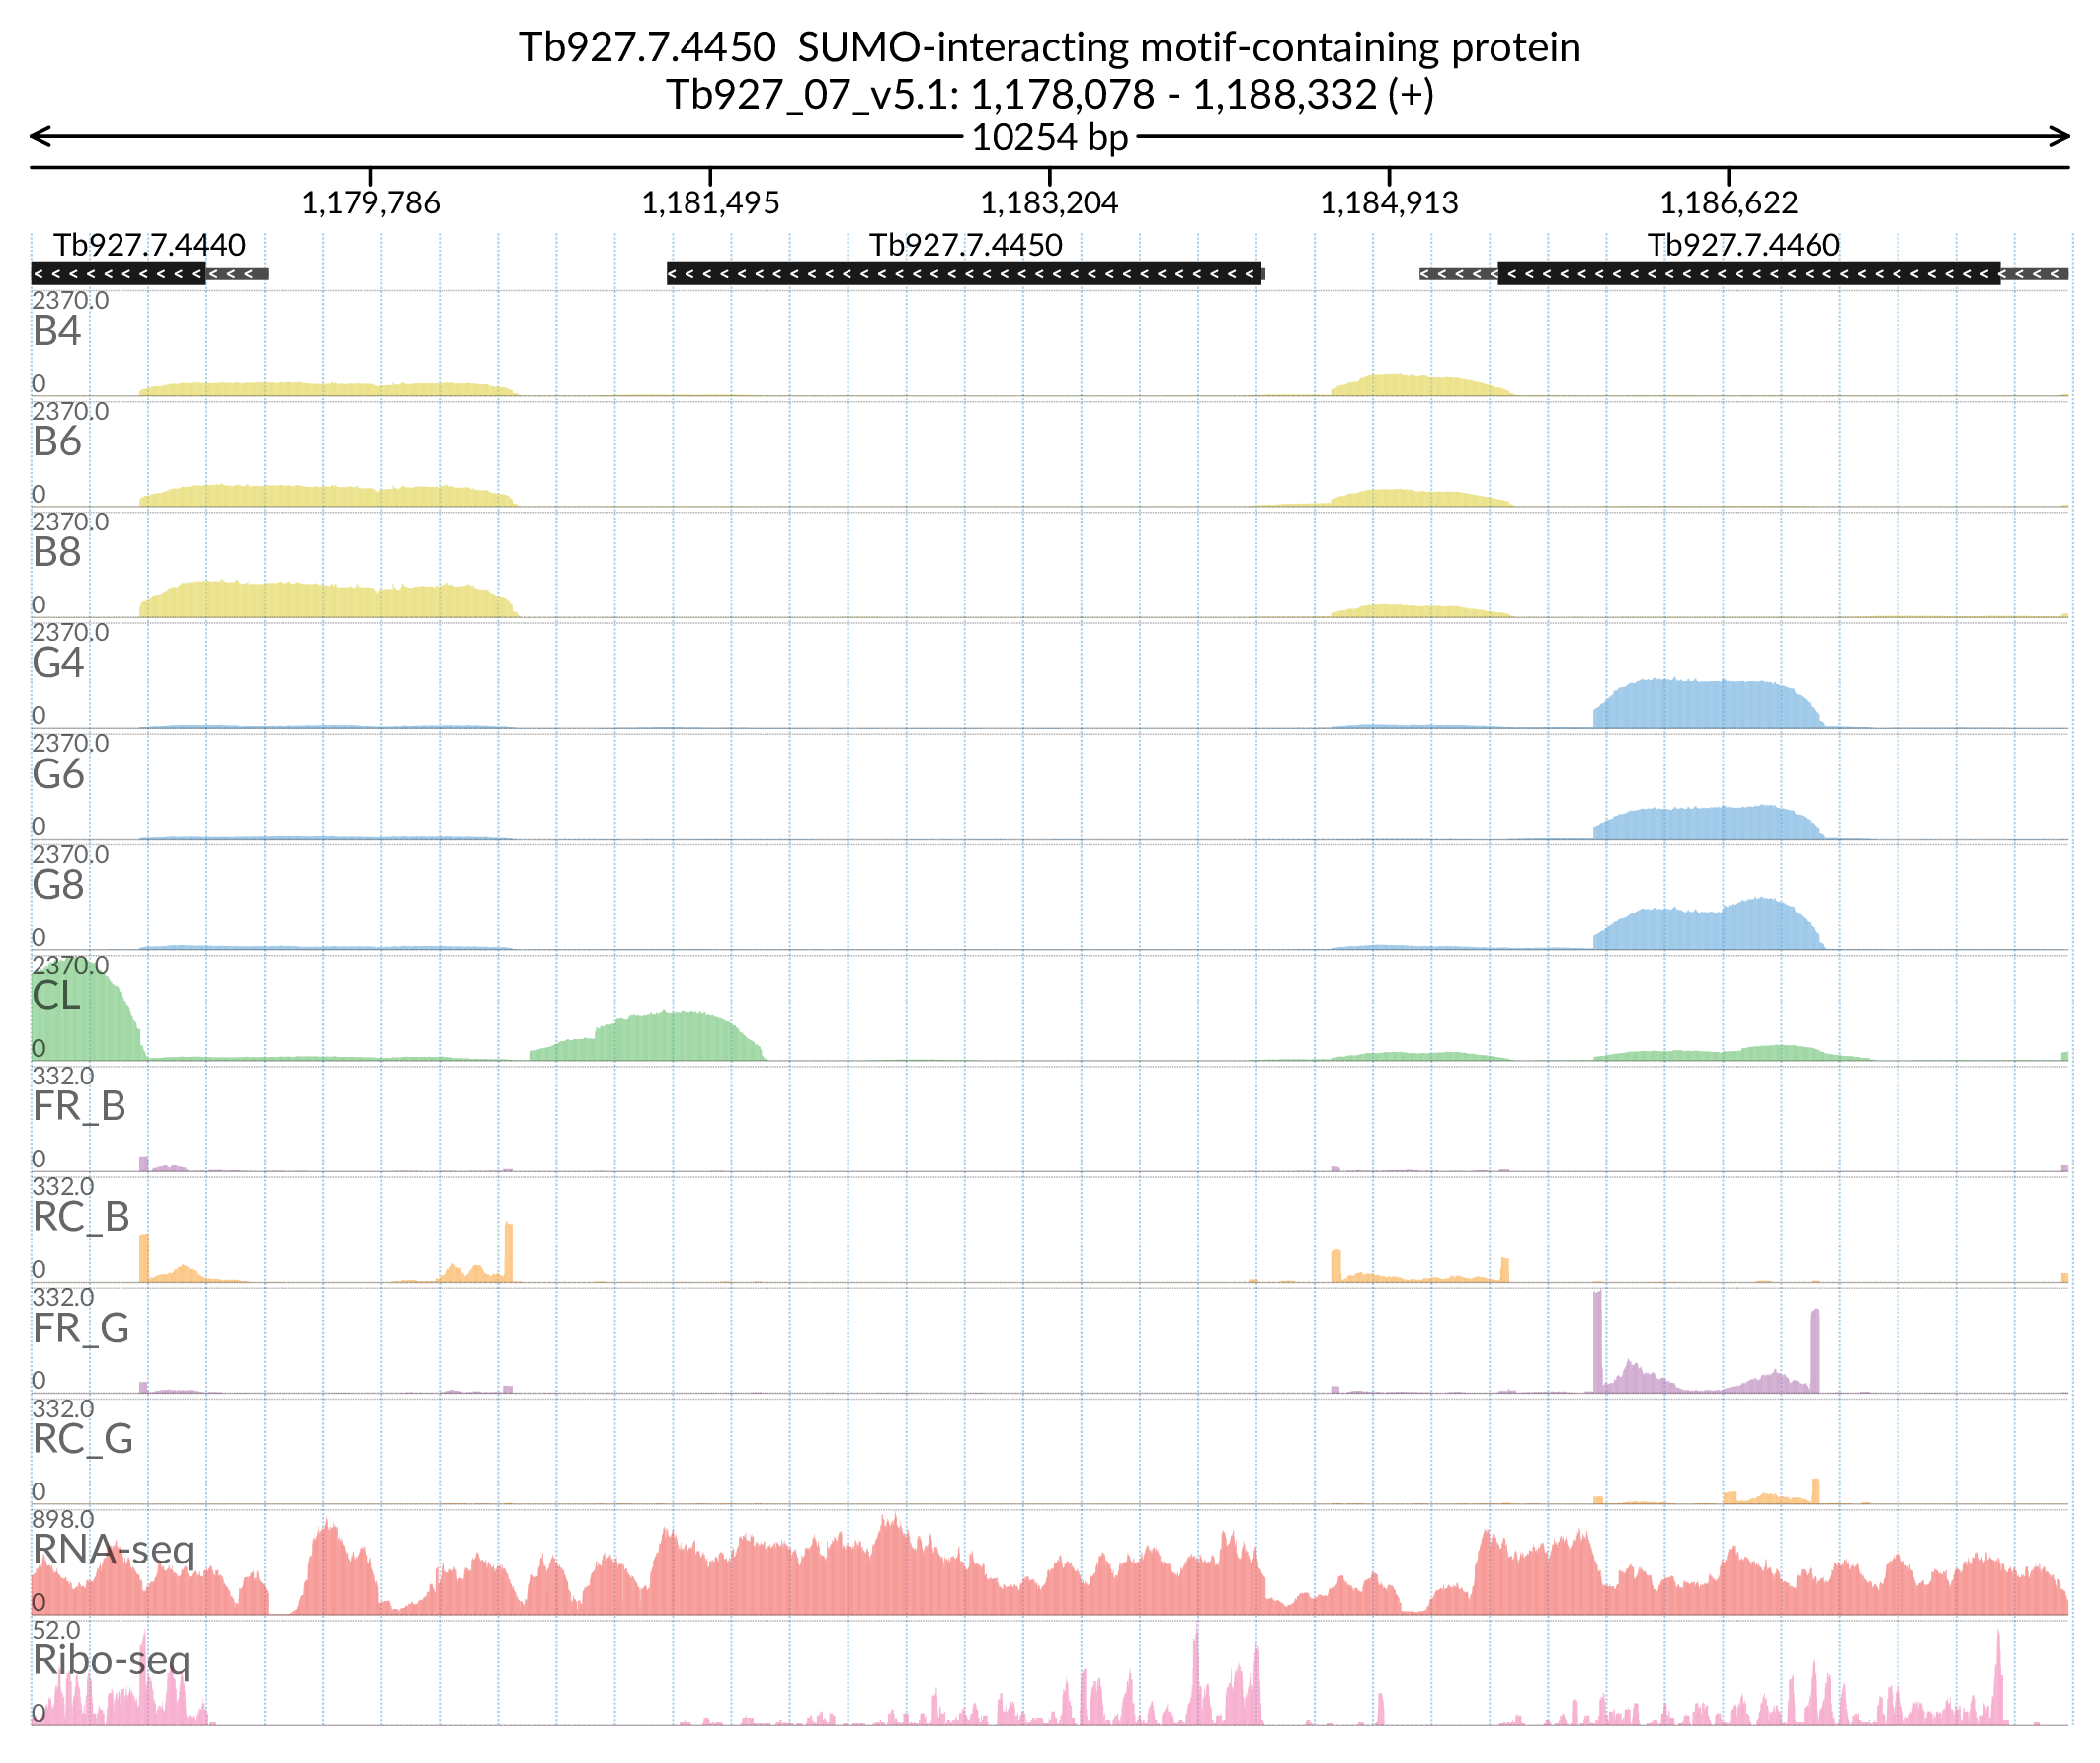 Tb927.7.4450 SUMO-interacting motif-containing protein
Tb927_07_v5.1: 1,178,078 - 1,188,332 (+)
10254 bp
1,179,786 1,181,495 1,183,204 1,184,913 1,186,622
Tb927.7.4440 Tb927.7.4450 Tb927.7.4460
2370.0
B4
0
2370.0
B6
0
2370.0
B8
0
2370.0
G4
0
2370.0
G6
0
2370.0
G8
0
2370.0
CL
0
332.0
FR_B
0
332.0
RC_B
0
332.0
FR_G
0
332.0
RC_G
0
898.0
RNA-seq
0
52.0
Ribo-seq
0